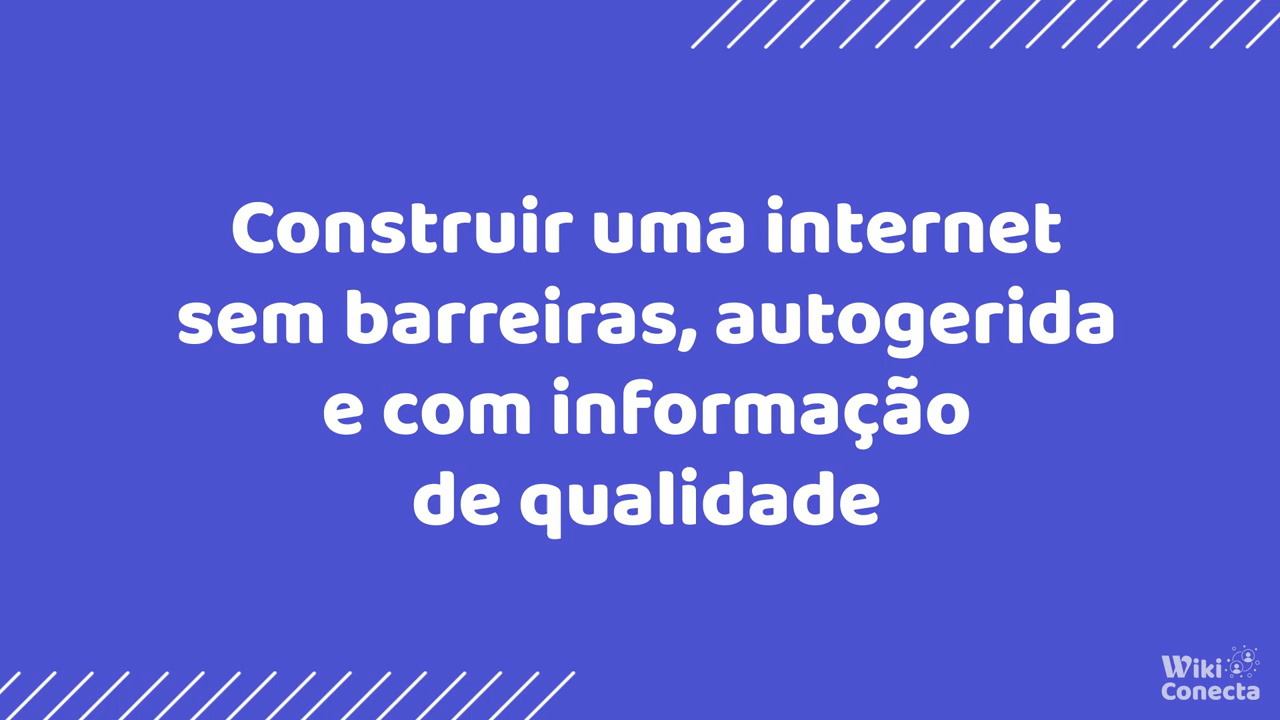 Construir uma internet
sem barreiras, autogerida
e com informação
de qualidade
Wiki
Conecta